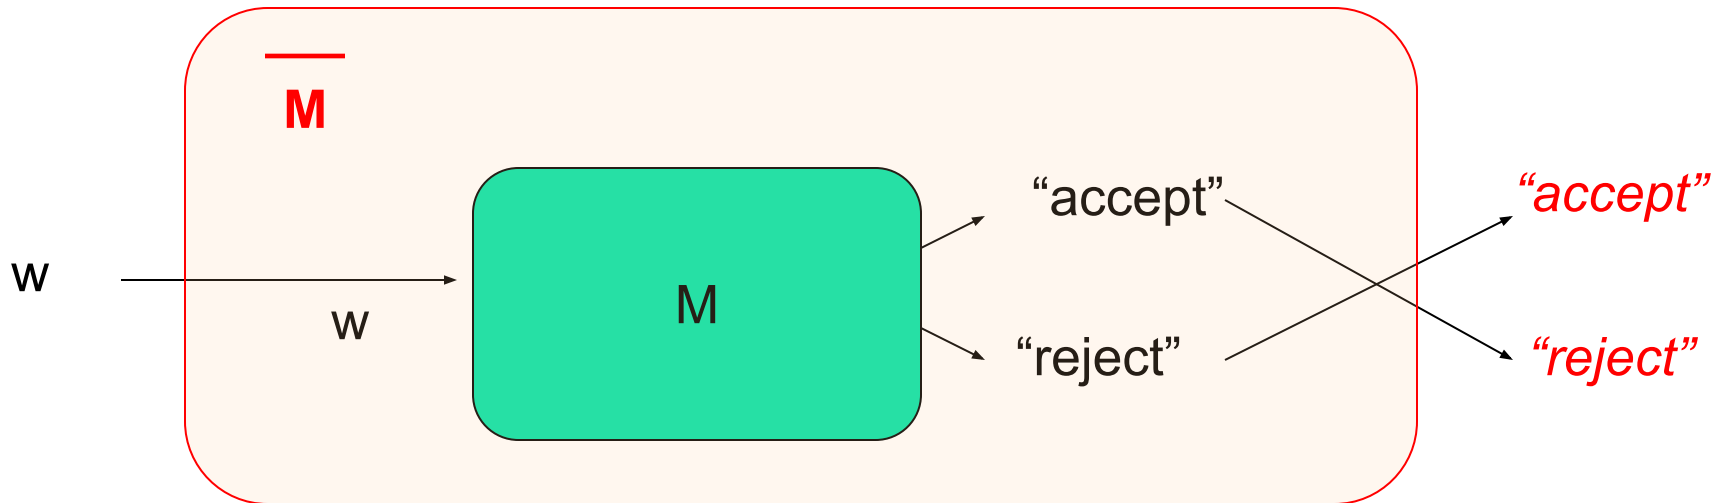 M
w
w
M
“accept”
“reject”
“accept”
“reject”